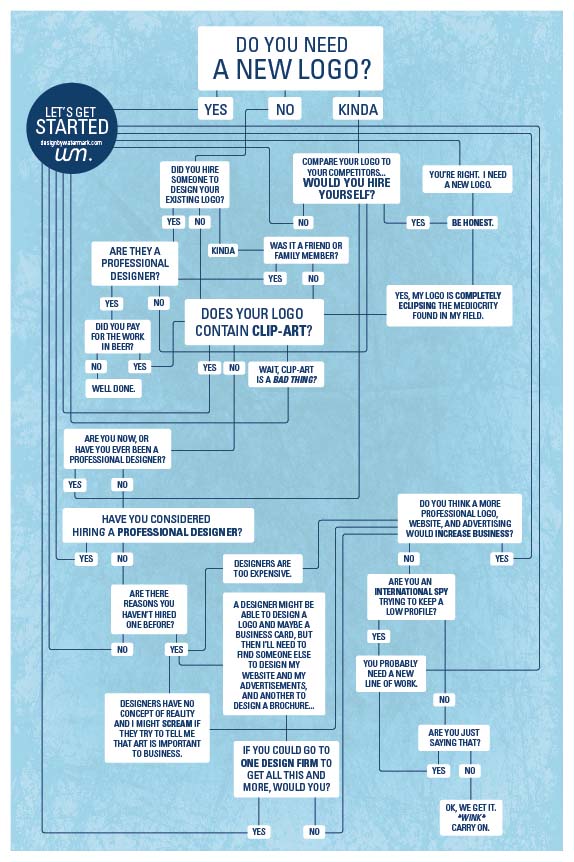 DO YOU NEED
A NEW LOGO?
YES
NO
KINDA
LET'S GET
STARTED
designbywatermark.com
um.
DID YOU HIRE
SOMEONE TO
DESIGN YOUR
EXISTING LOGO?
COMPARE YOUR LOGO TO
YOUR COMPETITORS...
WOULD YOU HIRE
YOURSELF?
YOU'RE RIGHT. I NEED
A NEW LOGO.
YES
NO
NO
YES
BE HONEST.
KINDA
WAS IT A FRIEND OR
FAMILY MEMBER?
ARE THEY A
PROFESSIONAL
DESIGNER?
YES
NO
YES
NO
YES, MY LOGO IS COMPLETELY
ECLIPSING THE MEDIOCRITY
FOUND IN MY FIELD.
DOES YOUR LOGO
CONTAIN CLIP-ART?
DID YOU PAY
FOR THE WORK
IN BEER?
NO
YES
YES
NO
WAIT, CLIP-ART
IS A BAD THING?
WELL DONE.
ARE YOU NOW, OR
HAVE YOU EVER BEEN A
PROFESSIONAL DESIGNER?
YES
NO
HAVE YOU CONSIDERED
HIRING A PROFESSIONAL DESIGNER?
DO YOU THINK A MORE
PROFESSIONAL LOGO,
WEBSITE, AND ADVERTISING
WOULD INCREASE BUSINESS?
YES
NO
NO
YES
DESIGNERS ARE
TOO EXPENSIVE.
ARE YOU AN
INTERNATIONAL SPY
TRYING TO KEEP A
LOW PROFILE?
ARE THERE
REASONS YOU
HAVEN'T HIRED
ONE BEFORE?
A DESIGNER MIGHT BE
ABLE TO DESIGN A
LOGO AND MAYBE A
BUSINESS CARD, BUT
THEN I'LL NEED TO
FIND SOMEONE ELSE
TO DESIGN MY
WEBSITE AND MY
ADVERTISEMENTS,
AND ANOTHER TO
DESIGN A BROCHURE...
YES
NO
YES
YOU PROBABLY
NEED A NEW
LINE OF WORK.
NO
DESIGNERS HAVE NO
CONCEPT OF REALITY
AND I MIGHT SCREAM IF
THEY TRY TO TELL ME
THAT ART IS IMPORTANT
TO BUSINESS.
ARE YOU JUST
SAYING THAT?
IF YOU COULD GO TO
ONE DESIGN FIRM TO
GET ALL THIS AND
MORE, WOULD YOU?
YES
NO
OK, WE GET IT.
*WINK*
CARRY ON.
YES
NO